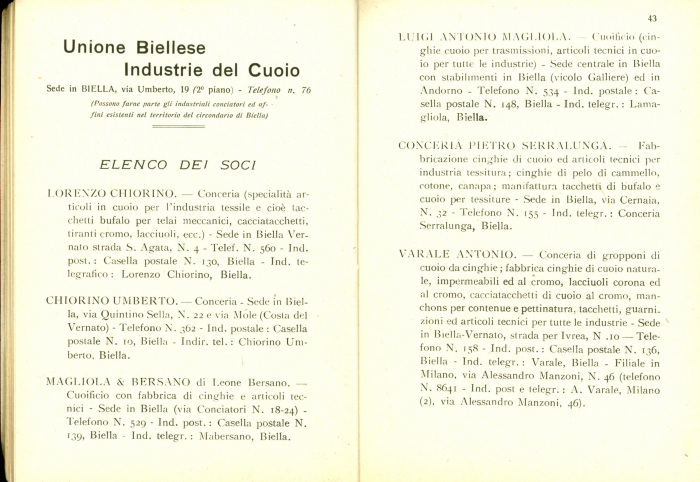 Unione Biellese
Industrie del Cuoio
Sede in BIELLA, via Umberto, 19 (2º piano) - Telefono n. 76
(Possono farne parte gli industriali conciatori ed af-
fini esistenti nel territorio del circondario di Biella)
ELENCO DEI SOCI
LORENZO CHIORINO. — Conceria (specialità ar-
ticoli in cuoio per l'industria tessile e cioè tac-
chetti bufalo per telai meccanici, cacciatacchetti,
tiranti cromo, lacciuoli, ecc.) - Sede in Biella Ver-
nato strada S. Agata, N. 4 - Telef. N. 560 - Ind.
post. : Casella postale N. 130, Biella - Ind. te-
legrafico : Lorenzo Chiorino, Biella.
CHIORINO UMBERTO. — Conceria - Sede in Biel-
la, via Quintino Sella, N. 22 e via Mole (Costa del
Vernato) - Telefono N. 362 - Ind. postale : Casella
postale N. 10, Biella - Indir. tel. : Chiorino Um-
berto, Biella.
MAGLIOLA & BERSANO di Leone Bersano. —
Cuoificio con fabbrica di cinghie e articoli tec-
nici - Sede in Biella (via Conciatori N. 18-24) -
Telefono N. 529 - Ind. post. : Casella postale N.
139, Biella - Ind. telegr. : Mabersano, Biella.
43
LUIGI ANTONIO MAGLIOLA. — Cuoificio (cin-
ghie cuoio per trasmissioni, articoli tecnici in cuo-
io per tutte le industrie) - Sede centrale in Biella
con stabilimenti in Biella (vicolo Galliere) ed in
Andorno - Telefono N. 534 - Ind. postale : Ca-
sella postale N. 148, Biella - Ind. telegr. : Lama-
gliola, Biella.
CONCERIA PIETRO SERRALUNGA. — Fab-
bricazione cinghie di cuoio ed articoli tecnici per
industria tessitura ; cinghie di pelo di cammello,
cotone, canapa ; manifattura tacchetti di bufalo e
cuoio per tessiture - Sede in Biella, via Cernaia,
N. 32 - Telefono N. 155 - Ind. telegr. : Conceria
Serralunga, Biella.
VARALE ANTONIO. — Conceria di gropponi di
cuoio da cinghie ; fabbrica cinghie di cuoio natura-
le, impermeabili ed al cromo, lacciuoli corona ed
al cromo, cacciatacchetti di cuoio al cromo, man-
chons per contenue e pettinatura, tacchetti, guarni-
zioni ed articoli tecnici per tutte le industrie - Sede
in Biella-Vernato, strada per Ivrea, N .10 — Tele-
fono N. 158 - Ind. post. : Casella postale N. 136,
Biella - Ind. telegr. : Varale, Biella - Filiale in
Milano, via Alessandro Manzoni, N. 46 (telefono
N. 8641 - Ind. post e telegr. : A. Varale, Milano
(2), via Alessandro Manzoni, 46).